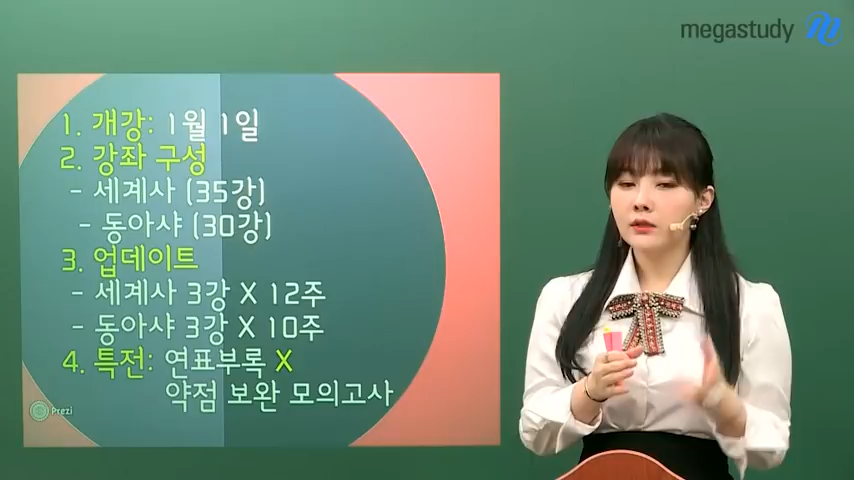 megastudy
1. 개강: 1월 1일
2. 강좌 구성
- 세계사 (35강)
- 동아샤 (30강)
3. 업데이트
- 세계사 3강 X 12주
- 동아샤 3강 X 10주
4. 특전: 연표부록 X
약점 보완 모의고사
Prezi